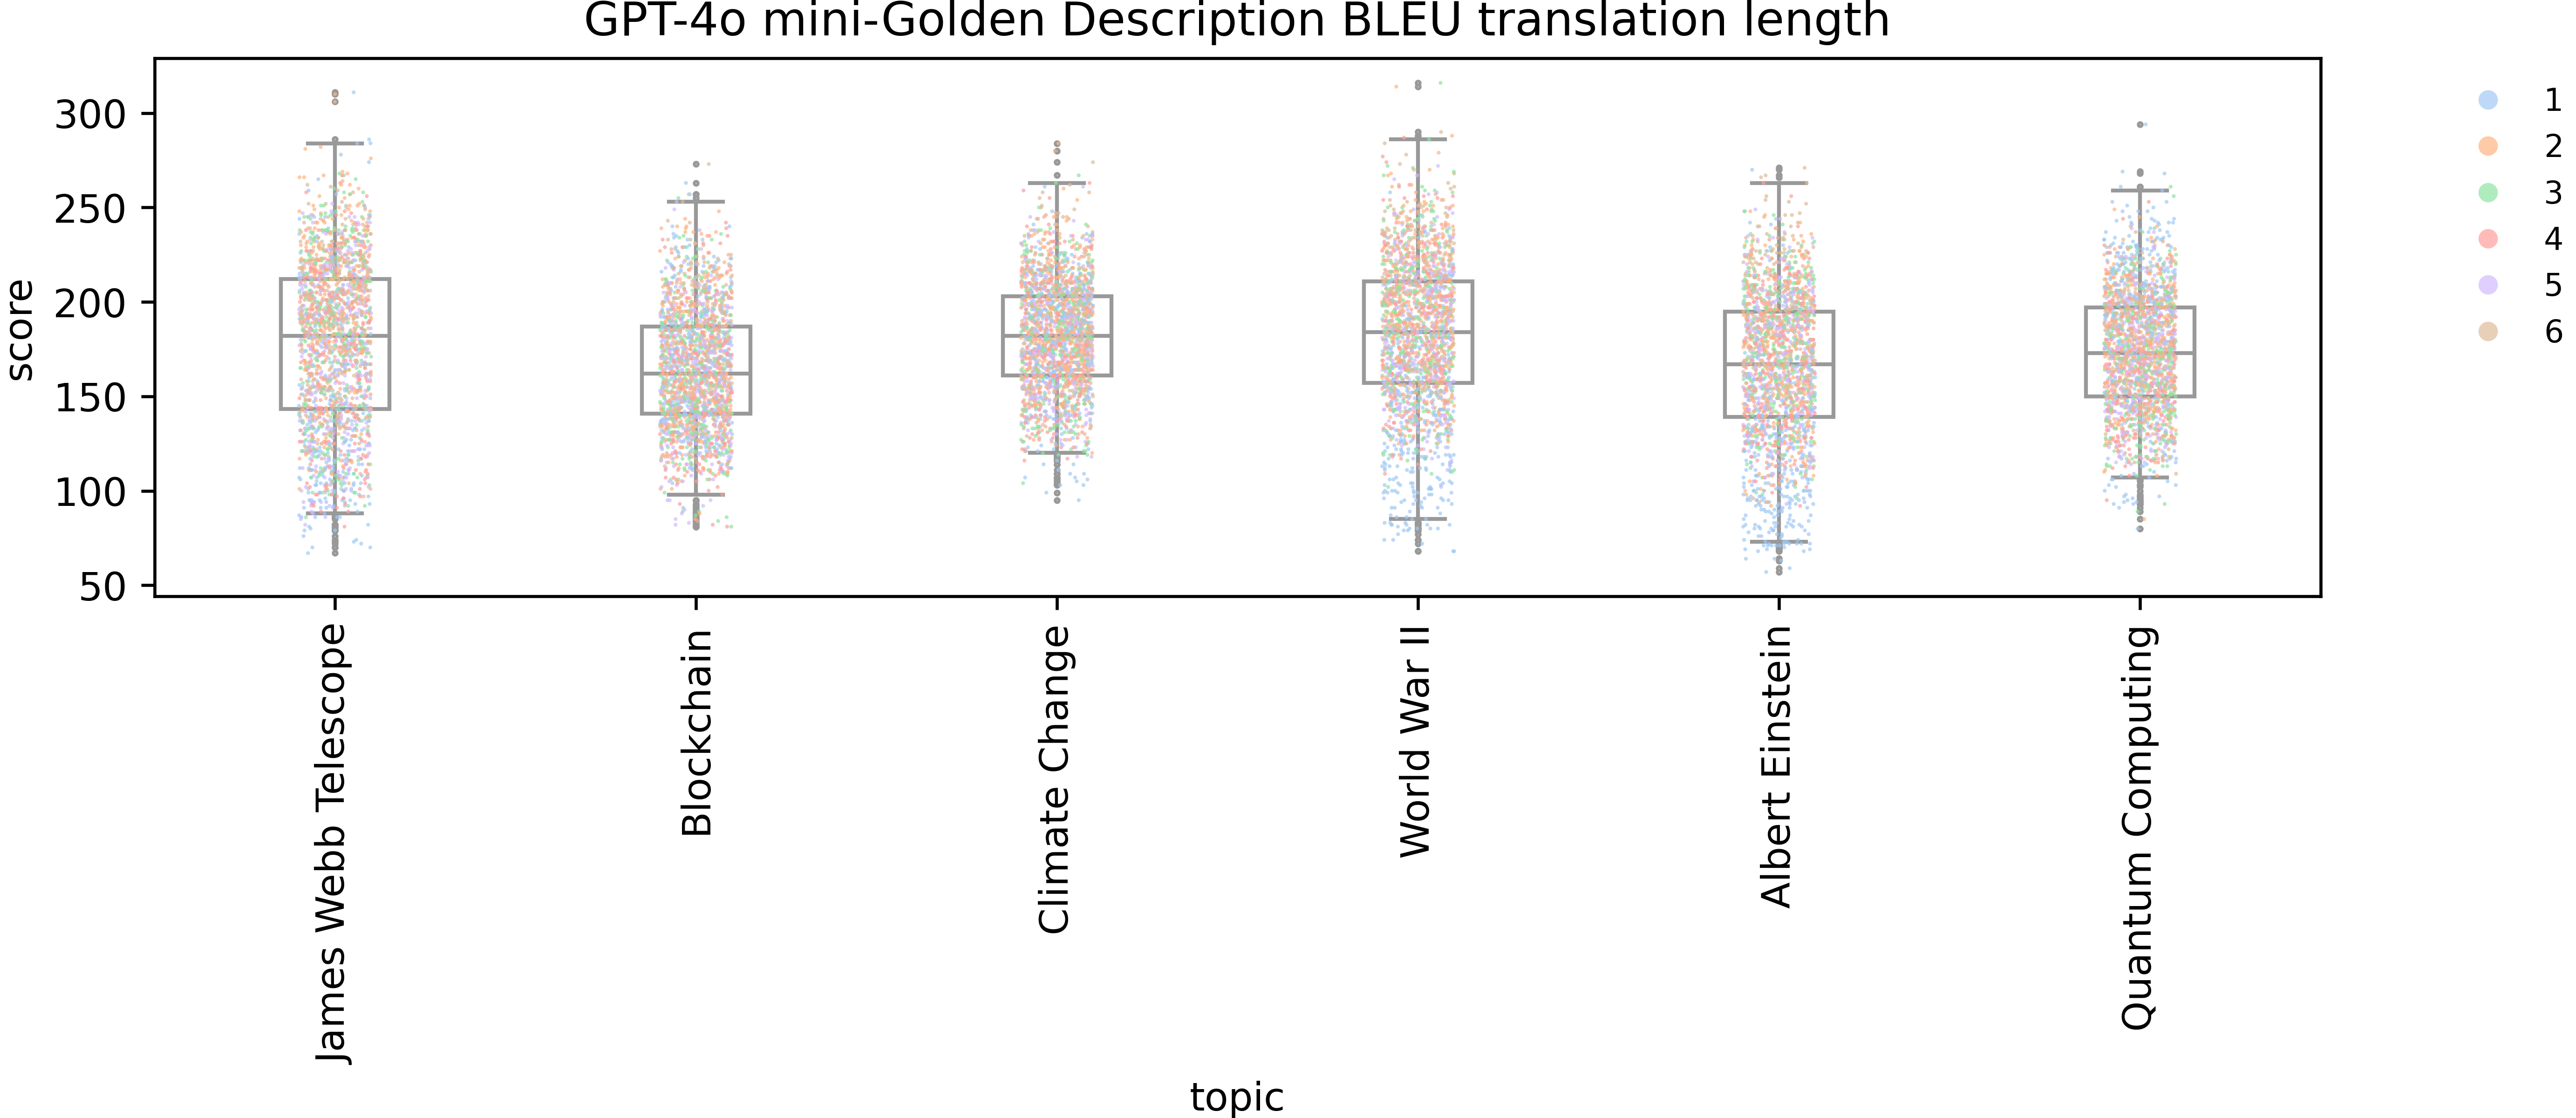 GPT-4o mini-Golden Description BLEU translation length
score
300
250
200
150
100
50
James Webb Telescope
Blockchain
Climate Change
World War II
Albert Einstein
Quantum Computing
topic
1
2
3
4
5
6